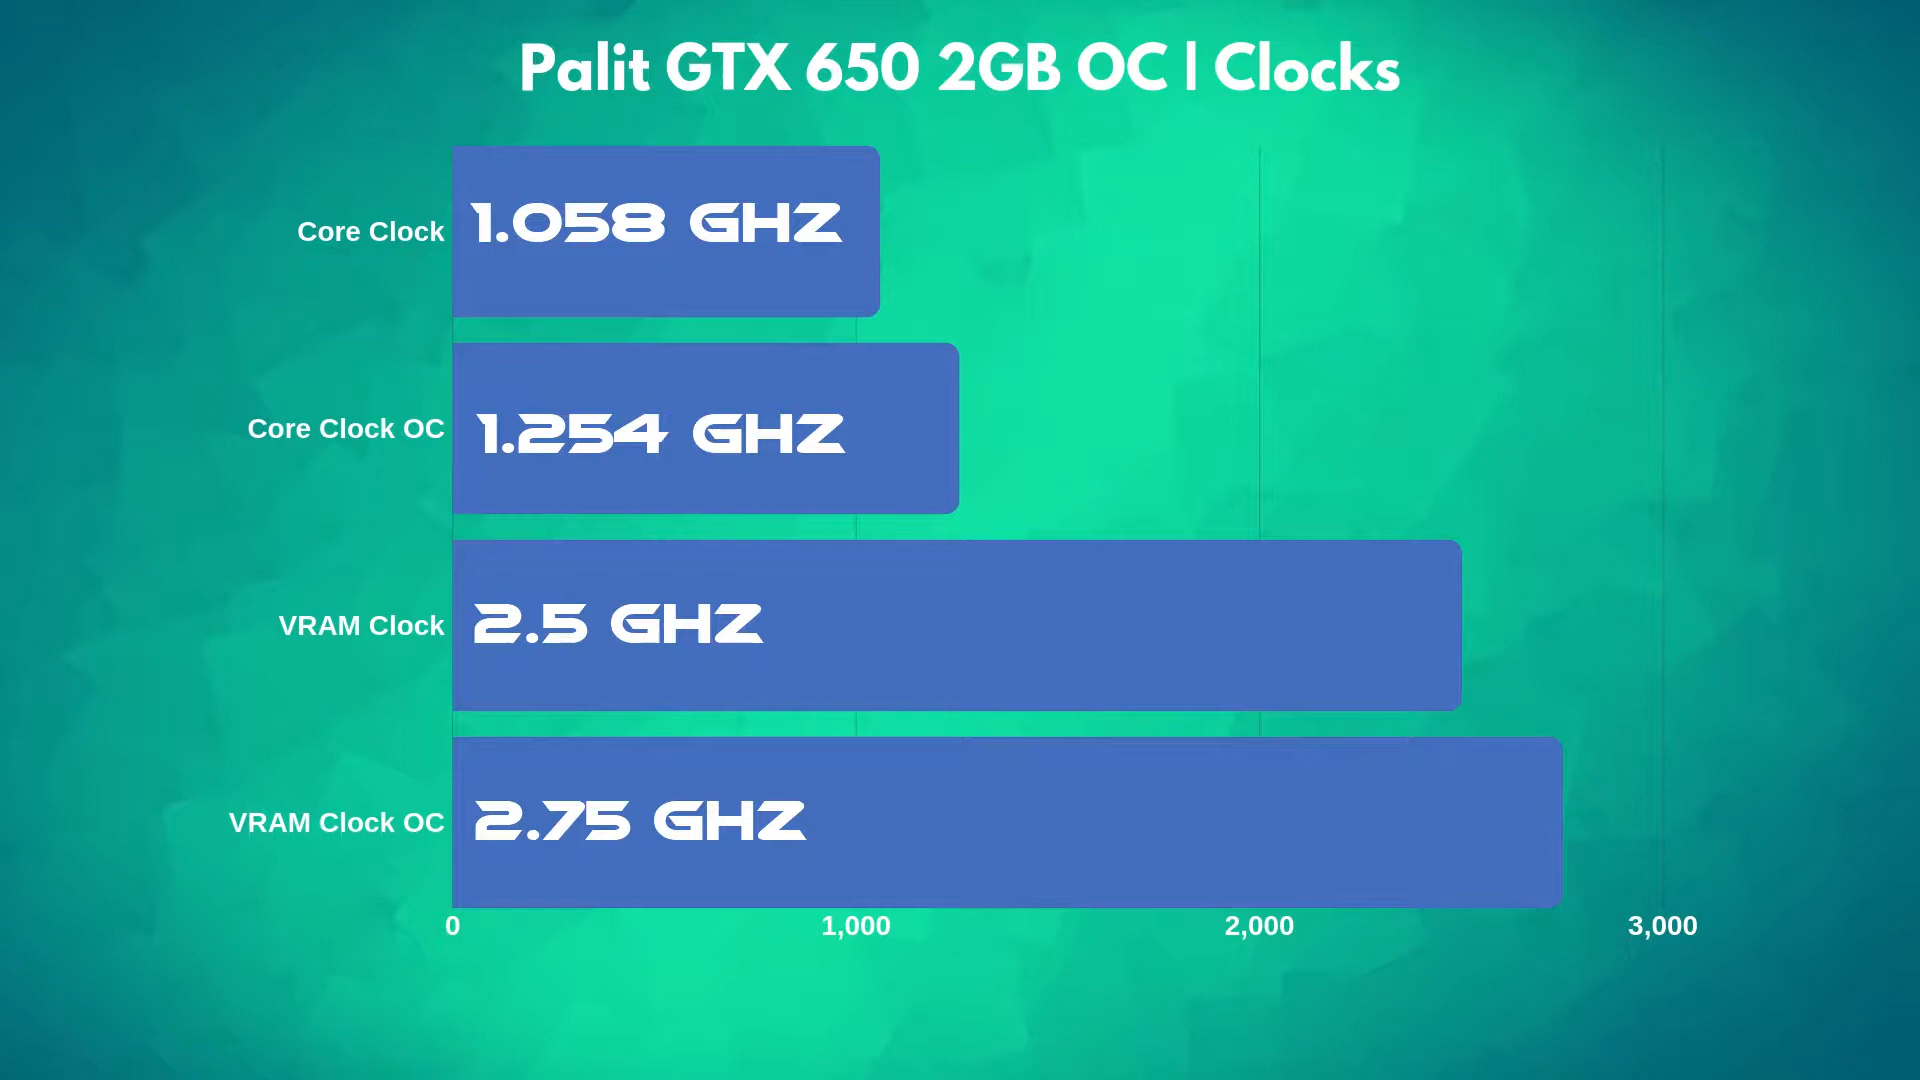 Palit GTX 650 2GB OC | Clocks
Core Clock
1.058 GHZ
Core Clock OC
1.254 GHZ
VRAM Clock
2.5 GHZ
VRAM Clock OC
2.75 GHZ
0 1,000 2,000 3,000